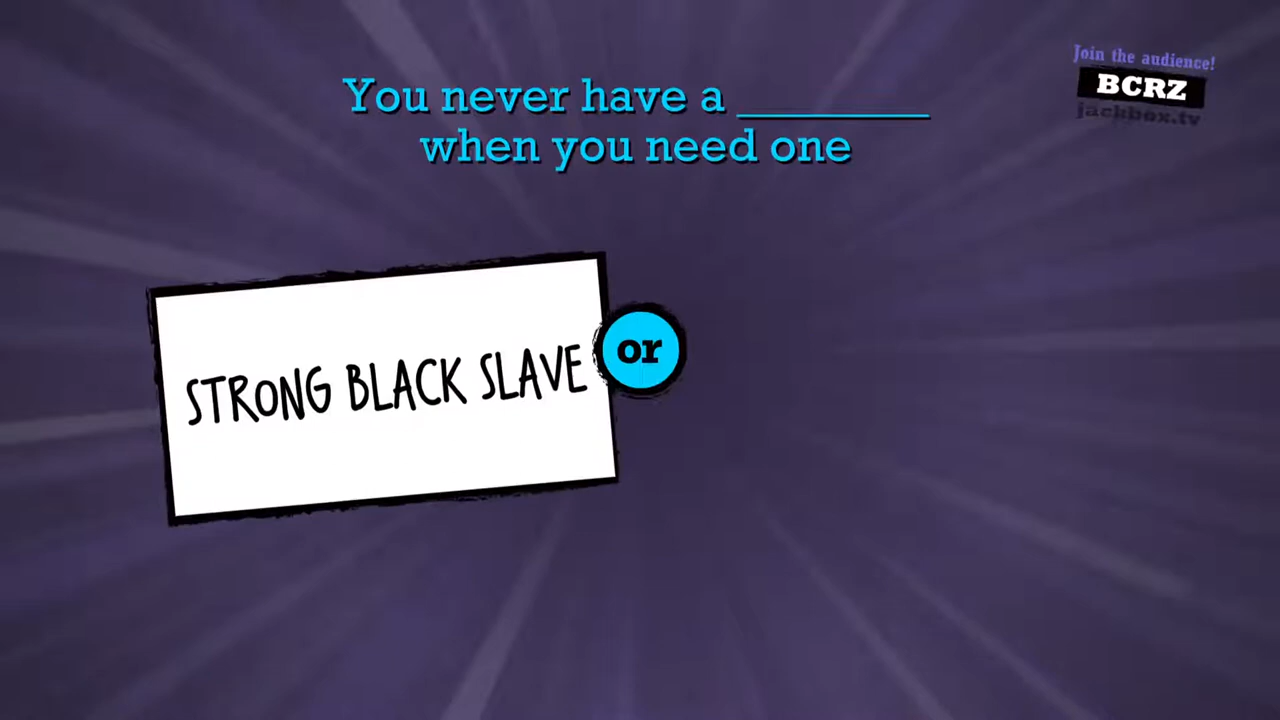 You never have a ________
when you need one
Join the audience!
BCRZ
jackbox.tv
STRONG BLACK SLAVE
or